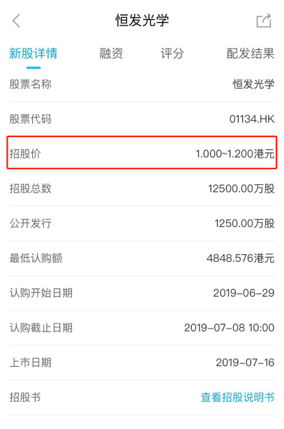 恒发光学
新股详情 融资 评分 配发结果
股票名称 恒发光学
股票代码 01134.HK
招股价 1.000~1.200港元
招股总数 12500.00万股
公开发行 1250.00万股
最低认购额 4848.576港元
认购开始日期 2019-06-29
认购截止日期 2019-07-08 10:00
上市日期 2019-07-16
招股书 查看招股说明书